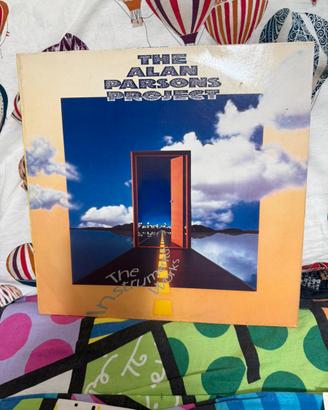 THE
ALAN
PARSONS
PROJECT
The
Instrumental
Works